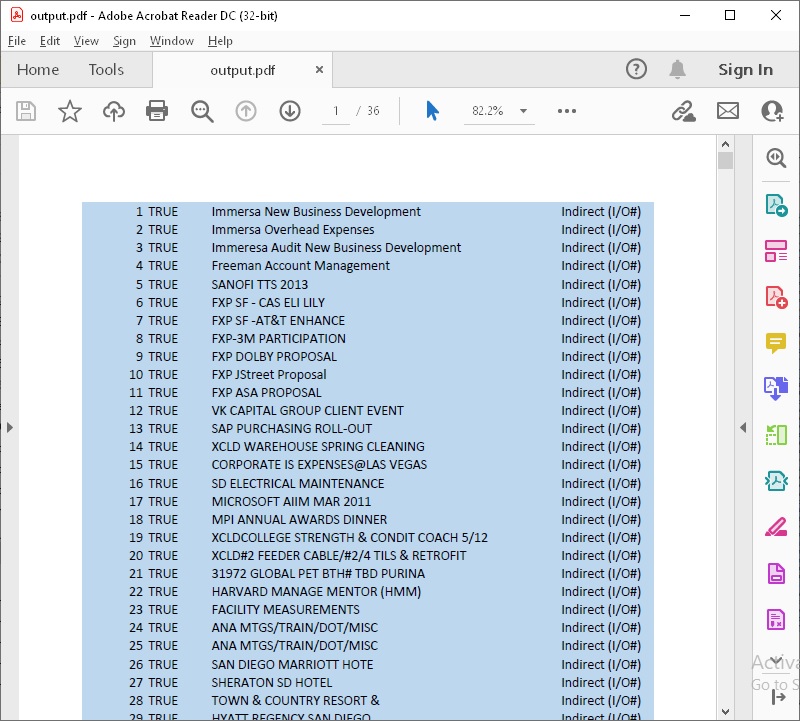 output.pdf - Adobe Acrobat Reader DC (32-bit)
File Edit View Sign Window Help
Home Tools output.pdf × Sign In
1 / 36 82.2%
1 TRUE Immersa New Business Development Indirect (I/O#)
2 TRUE Immersa Overhead Expenses Indirect (I/O#)
3 TRUE Immeresa Audit New Business Development Indirect (I/O#)
4 TRUE Freeman Account Management Indirect (I/O#)
5 TRUE SANOFI TTS 2013 Indirect (I/O#)
6 TRUE FXP SF - CAS ELI LILY Indirect (I/O#)
7 TRUE FXP SF -AT&T ENHANCE Indirect (I/O#)
8 TRUE FXP-3M PARTICIPATION Indirect (I/O#)
9 TRUE FXP DOLBY PROPOSAL Indirect (I/O#)
10 TRUE FXP JStreet Proposal Indirect (I/O#)
11 TRUE FXP ASA PROPOSAL Indirect (I/O#)
12 TRUE VK CAPITAL GROUP CLIENT EVENT Indirect (I/O#)
13 TRUE SAP PURCHASING ROLL-OUT Indirect (I/O#)
14 TRUE XCLD WAREHOUSE SPRING CLEANING Indirect (I/O#)
15 TRUE CORPORATE IS EXPENSES@LAS VEGAS Indirect (I/O#)
16 TRUE SD ELECTRICAL MAINTENANCE Indirect (I/O#)
17 TRUE MICROSOFT AIIM MAR 2011 Indirect (I/O#)
18 TRUE MPI ANNUAL AWARDS DINNER Indirect (I/O#)
19 TRUE XCLDCOLLEGE STRENGTH & CONDIT COACH 5/12 Indirect (I/O#)
20 TRUE XCLD#2 FEEDER CABLE/#2/4 TILS & RETROFIT Indirect (I/O#)
21 TRUE 31972 GLOBAL PET BTH# TBD PURINA Indirect (I/O#)
22 TRUE HARVARD MANAGE MENTOR (HMM) Indirect (I/O#)
23 TRUE FACILITY MEASUREMENTS Indirect (I/O#)
24 TRUE ANA MTGS/TRAIN/DOT/MISC Indirect (I/O#)
25 TRUE ANA MTGS/TRAIN/DOT/MISC Indirect (I/O#)
26 TRUE SAN DIEGO MARRIOTT HOTE Indirect (I/O#)
27 TRUE SHERATON SD HOTEL Indirect (I/O#)
28 TRUE TOWN & COUNTRY RESORT & Indirect (I/O#)
29 TRUE HYATT REGENCY SAN DIEGO Indirect (I/O#)
Activa
Go to S